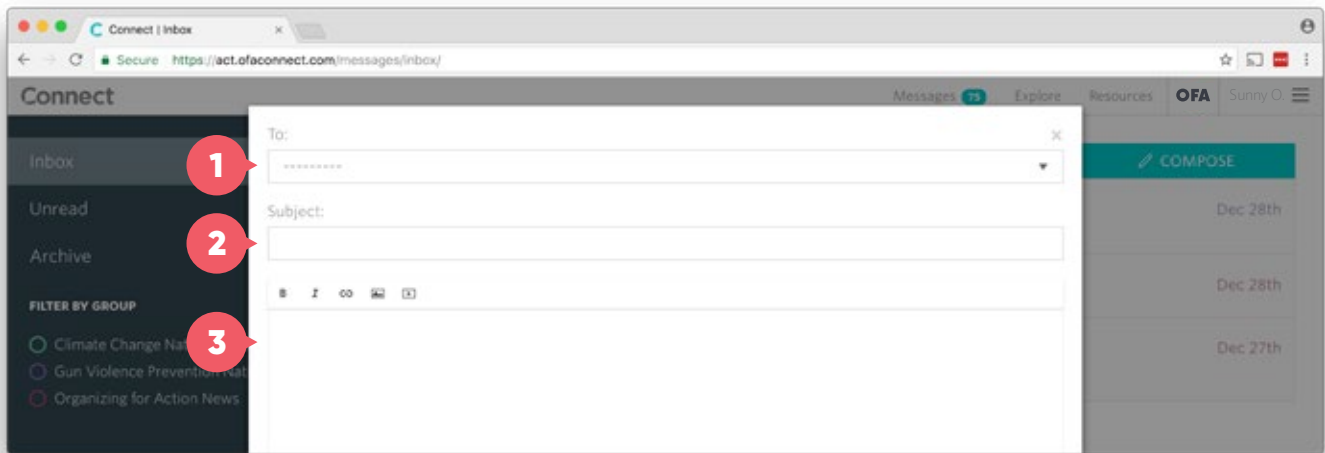 Connect | Inbox
Secure https://act.ofaconnect.com/messages/inbox/
Connect
Messages 75 Explore Resources OFA Sunny O.
To:
1
---------
Inbox
COMPOSE
Unread
Subject:
Dec 28th
2
Archive
B I
Dec 28th
FILTER BY GROUP
3
Climate Change Nat
Dec 27th
Gun Violence Prevention Nat
Organizing for Action News